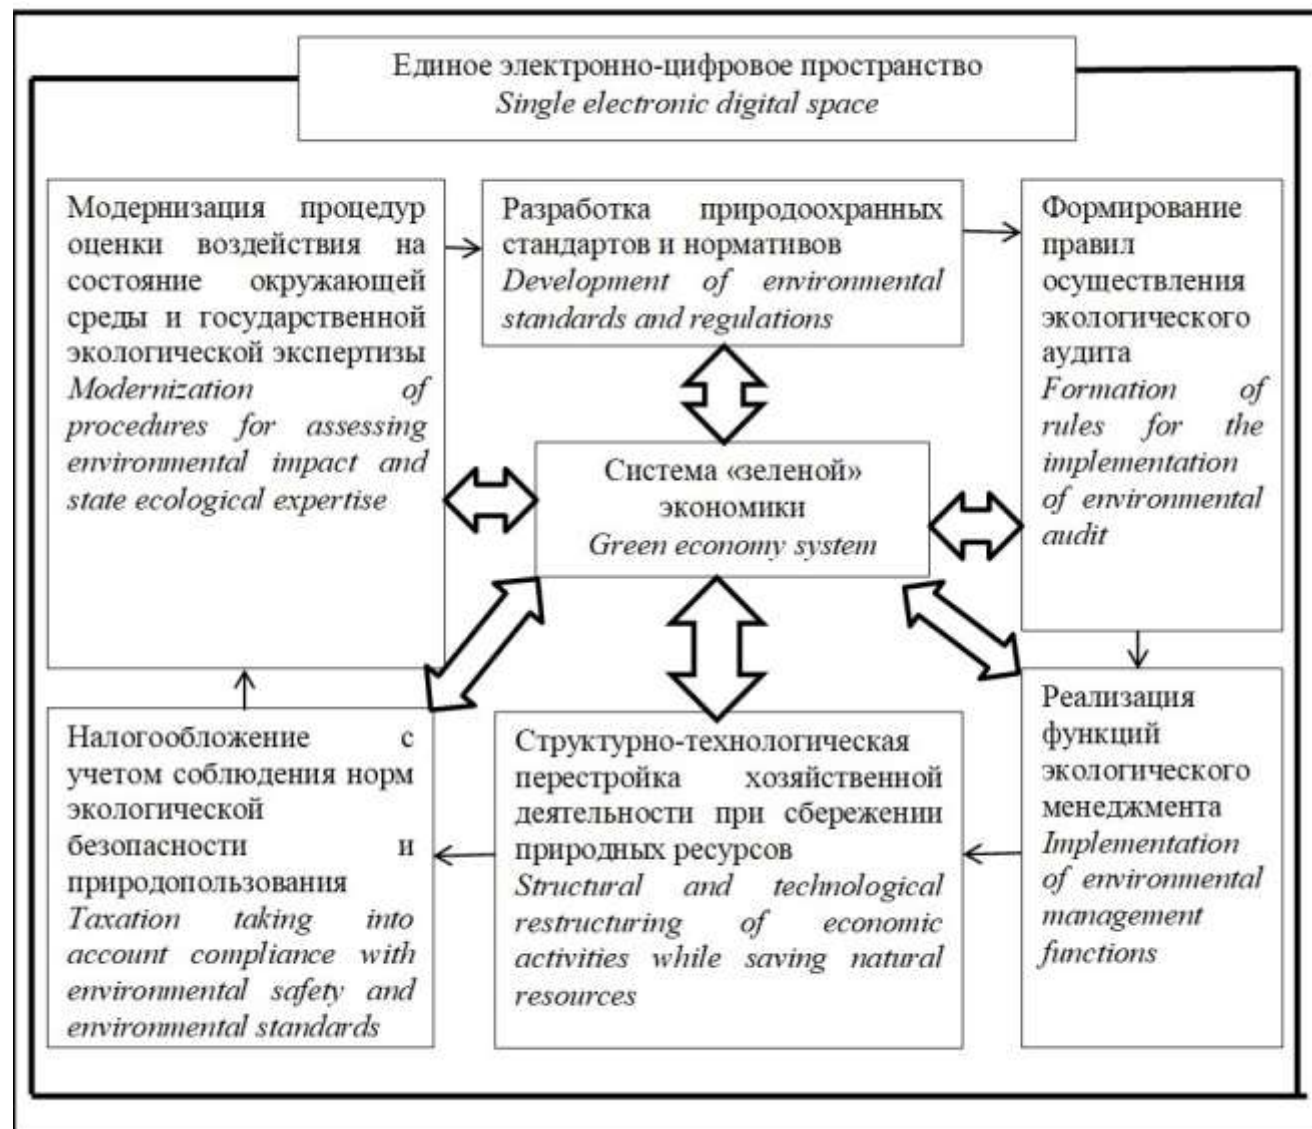 Единое электронно-цифровое пространство
Single electronic digital space
Модернизация процедур
оценки воздействия на
состояние окружающей
среды и государственной
экологической экспертизы
Modernization of
procedures for assessing
environmental impact and
state ecological expertise
Разработка природоохранных
стандартов и нормативов
Development of environmental
standards and regulations
Формирование
правил
осуществления
экологического
аудита
Formation of
rules for the
implementation
of environmental
audit
Система «зеленой»
экономики
Green economy system
Налогообложение с
учетом соблюдения норм
экологической
безопасности и
природопользования
Taxation taking into
account compliance with
environmental safety and
environmental standards
Структурно-технологическая
перестройка хозяйственной
деятельности при сбережении
природных ресурсов
Structural and technological
restructuring of economic
activities while saving natural
resources
Реализация
функций
экологического
менеджмента
Implementation
of environmental
management
functions